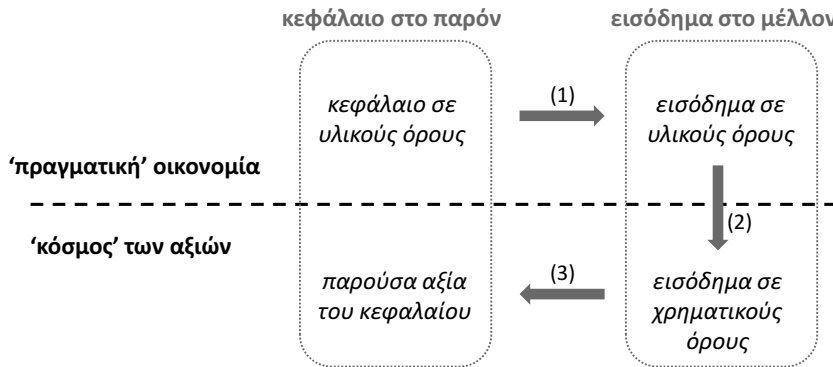 κεφάλαιο στο παρόν
εισόδημα στο μέλλον
κεφάλαιο σε
υλικούς όρους
(1)
εισόδημα σε
υλικούς όρους
‘πραγματική’ οικονομία
(2)
‘κόσμος’ των αξιών
παρούσα αξία
του κεφαλαίου
(3)
εισόδημα σε
χρηματικούς
όρους